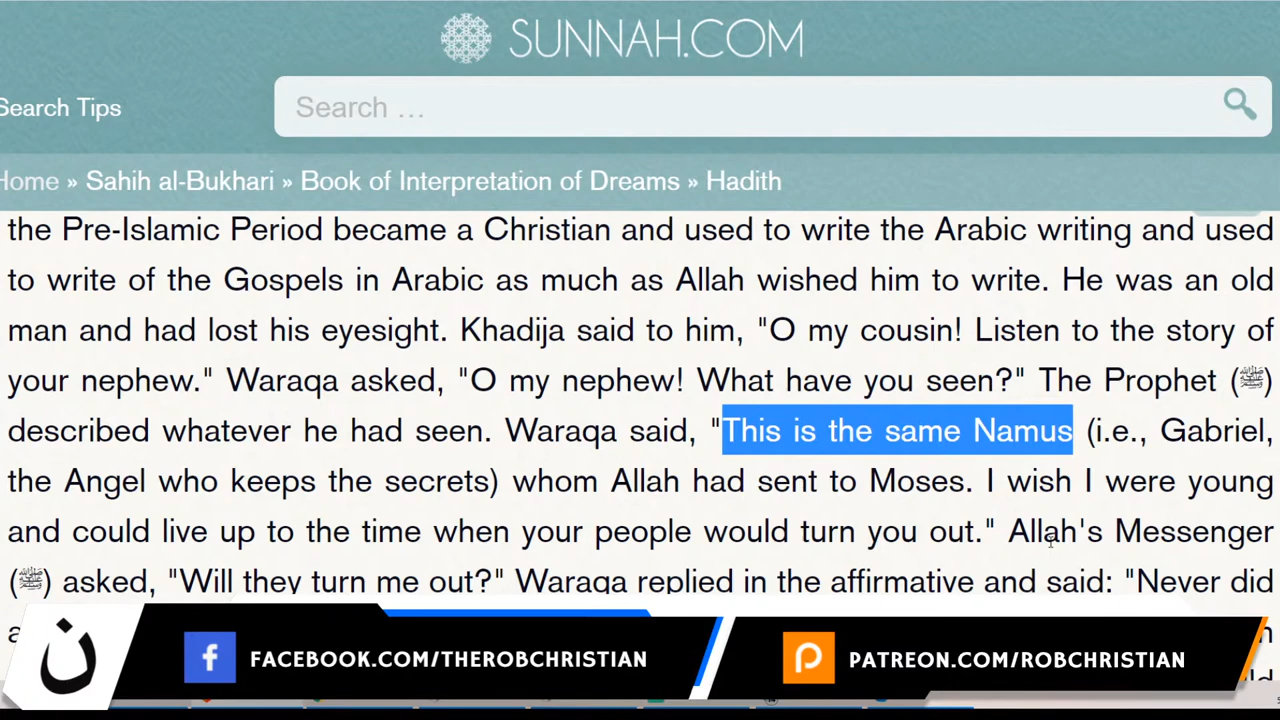 SUNNAH.COM
Search Tips
Search …
Home » Sahih al-Bukhari » Book of Interpretation of Dreams » Hadith
the Pre-Islamic Period became a Christian and used to write the Arabic writing and used
to write of the Gospels in Arabic as much as Allah wished him to write. He was an old
man and had lost his eyesight. Khadija said to him, "O my cousin! Listen to the story of
your nephew." Waraqa asked, "O my nephew! What have you seen?" The Prophet (ﷺ)
described whatever he had seen. Waraqa said, "This is the same Namus (i.e., Gabriel,
the Angel who keeps the secrets) whom Allah had sent to Moses. I wish I were young
and could live up to the time when your people would turn you out." Allah's Messenger
(ﷺ) asked, "Will they turn me out?" Waraqa replied in the affirmative and said: "Never did
ن
f FACEBOOK.COM/THEROBCHRISTIAN
PATREON.COM/ROBCHRISTIAN